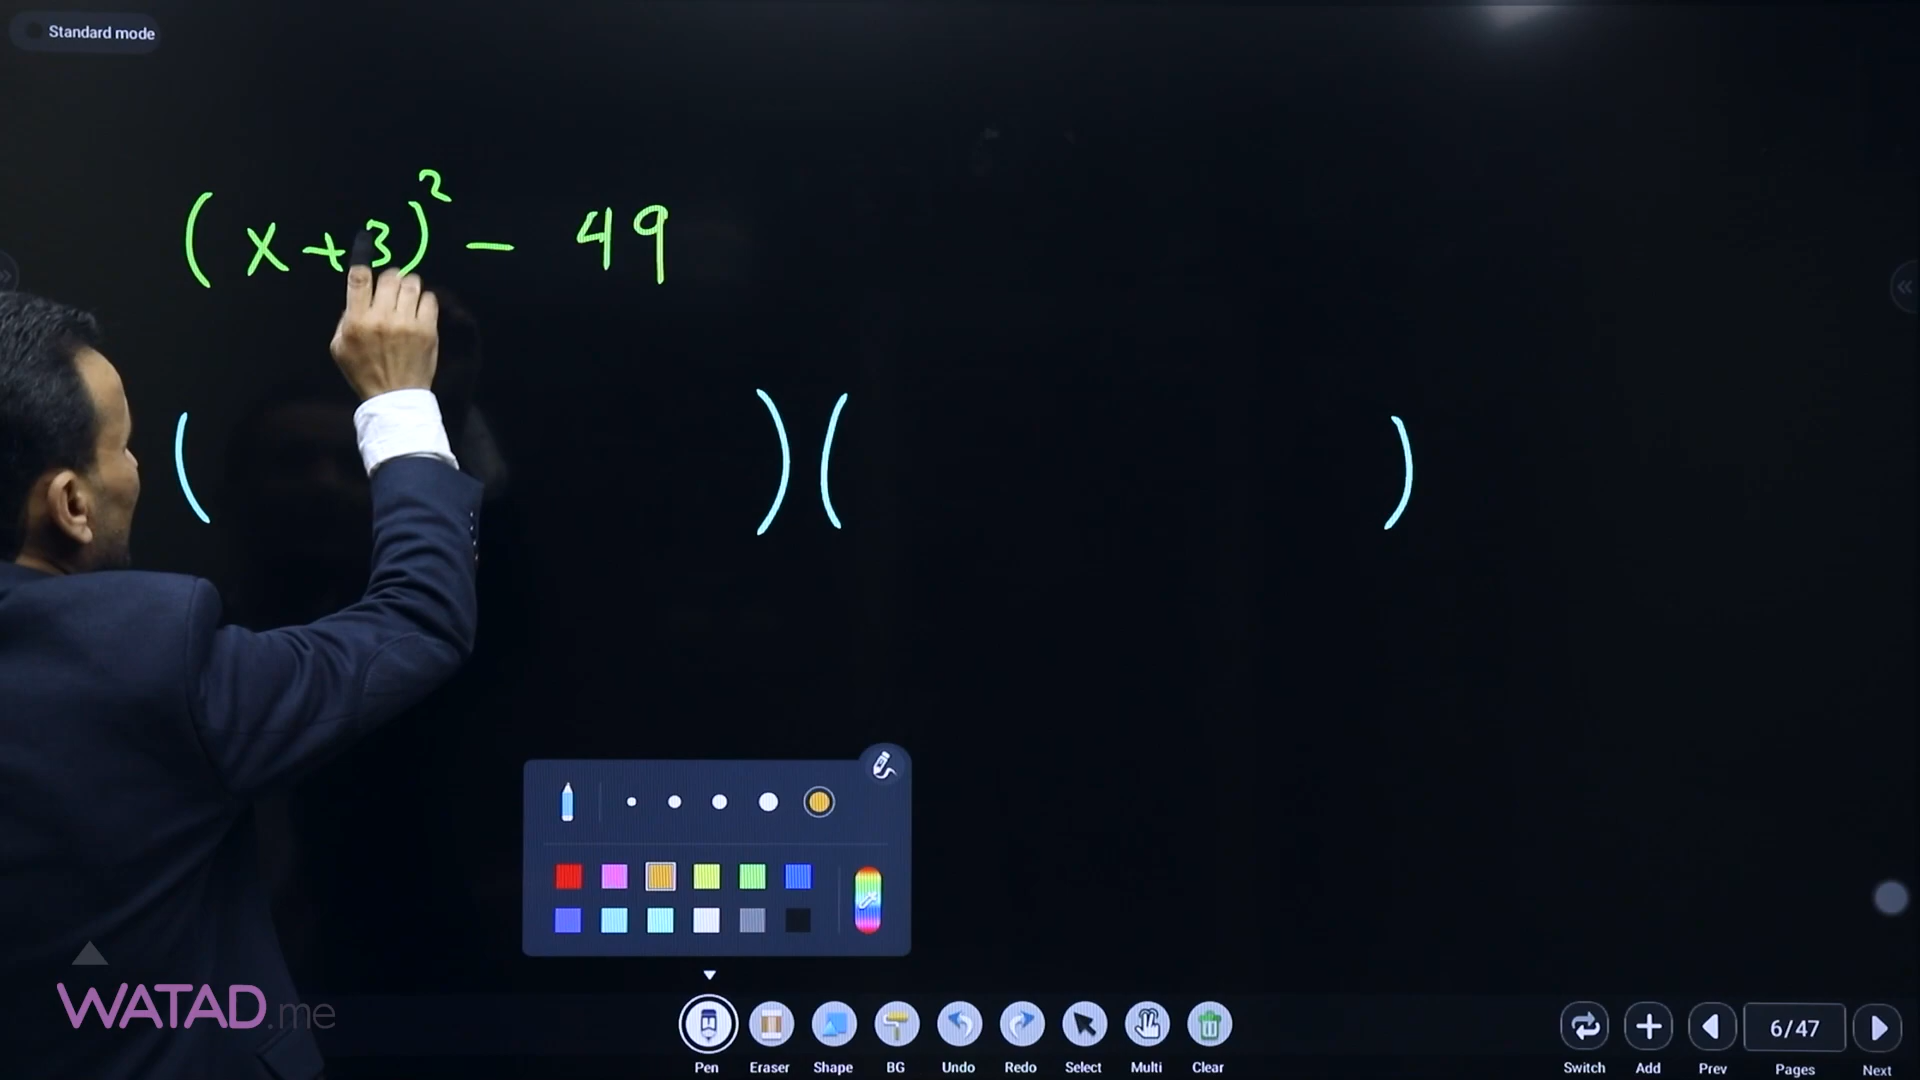 Standard mode
(x+3)² - 49
( ) ( )
WATAD.me
Pen Eraser Shape BG Undo Redo Select Multi Clear
Switch Add Prev 6/47 Pages Next